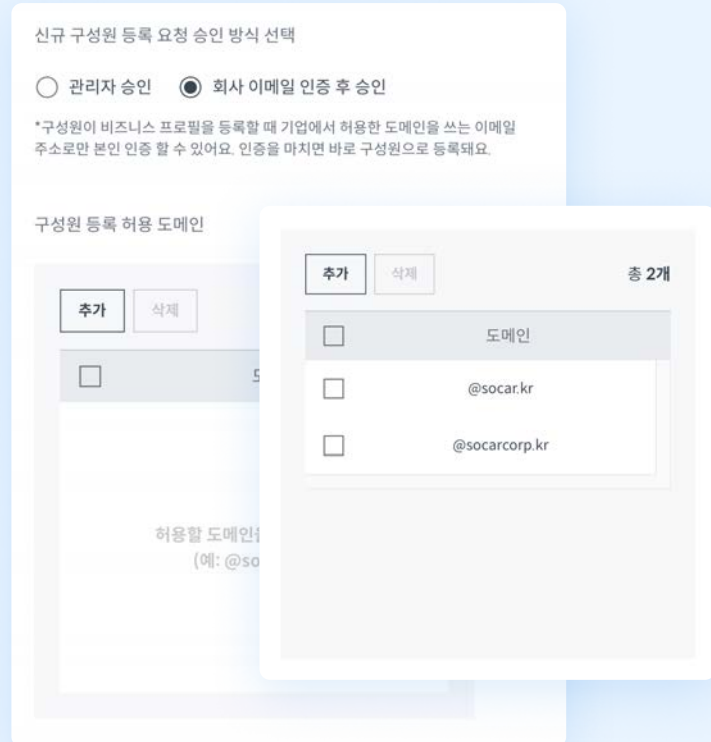 신규 구성원 등록 요청 승인 방식 선택
관리자 승인 회사 이메일 인증 후 승인
*구성원이 비즈니스 프로필을 등록할 때 기업에서 허용한 도메인을 쓰는 이메일
주소로만 본인 인증 할 수 있어요. 인증을 마치면 바로 구성원으로 등록돼요.
구성원 등록 허용 도메인
추가 삭제
허용할 도메인을
(예: @so
추가 삭제 총 2개
도메인
@socar.kr
@socarcorp.kr